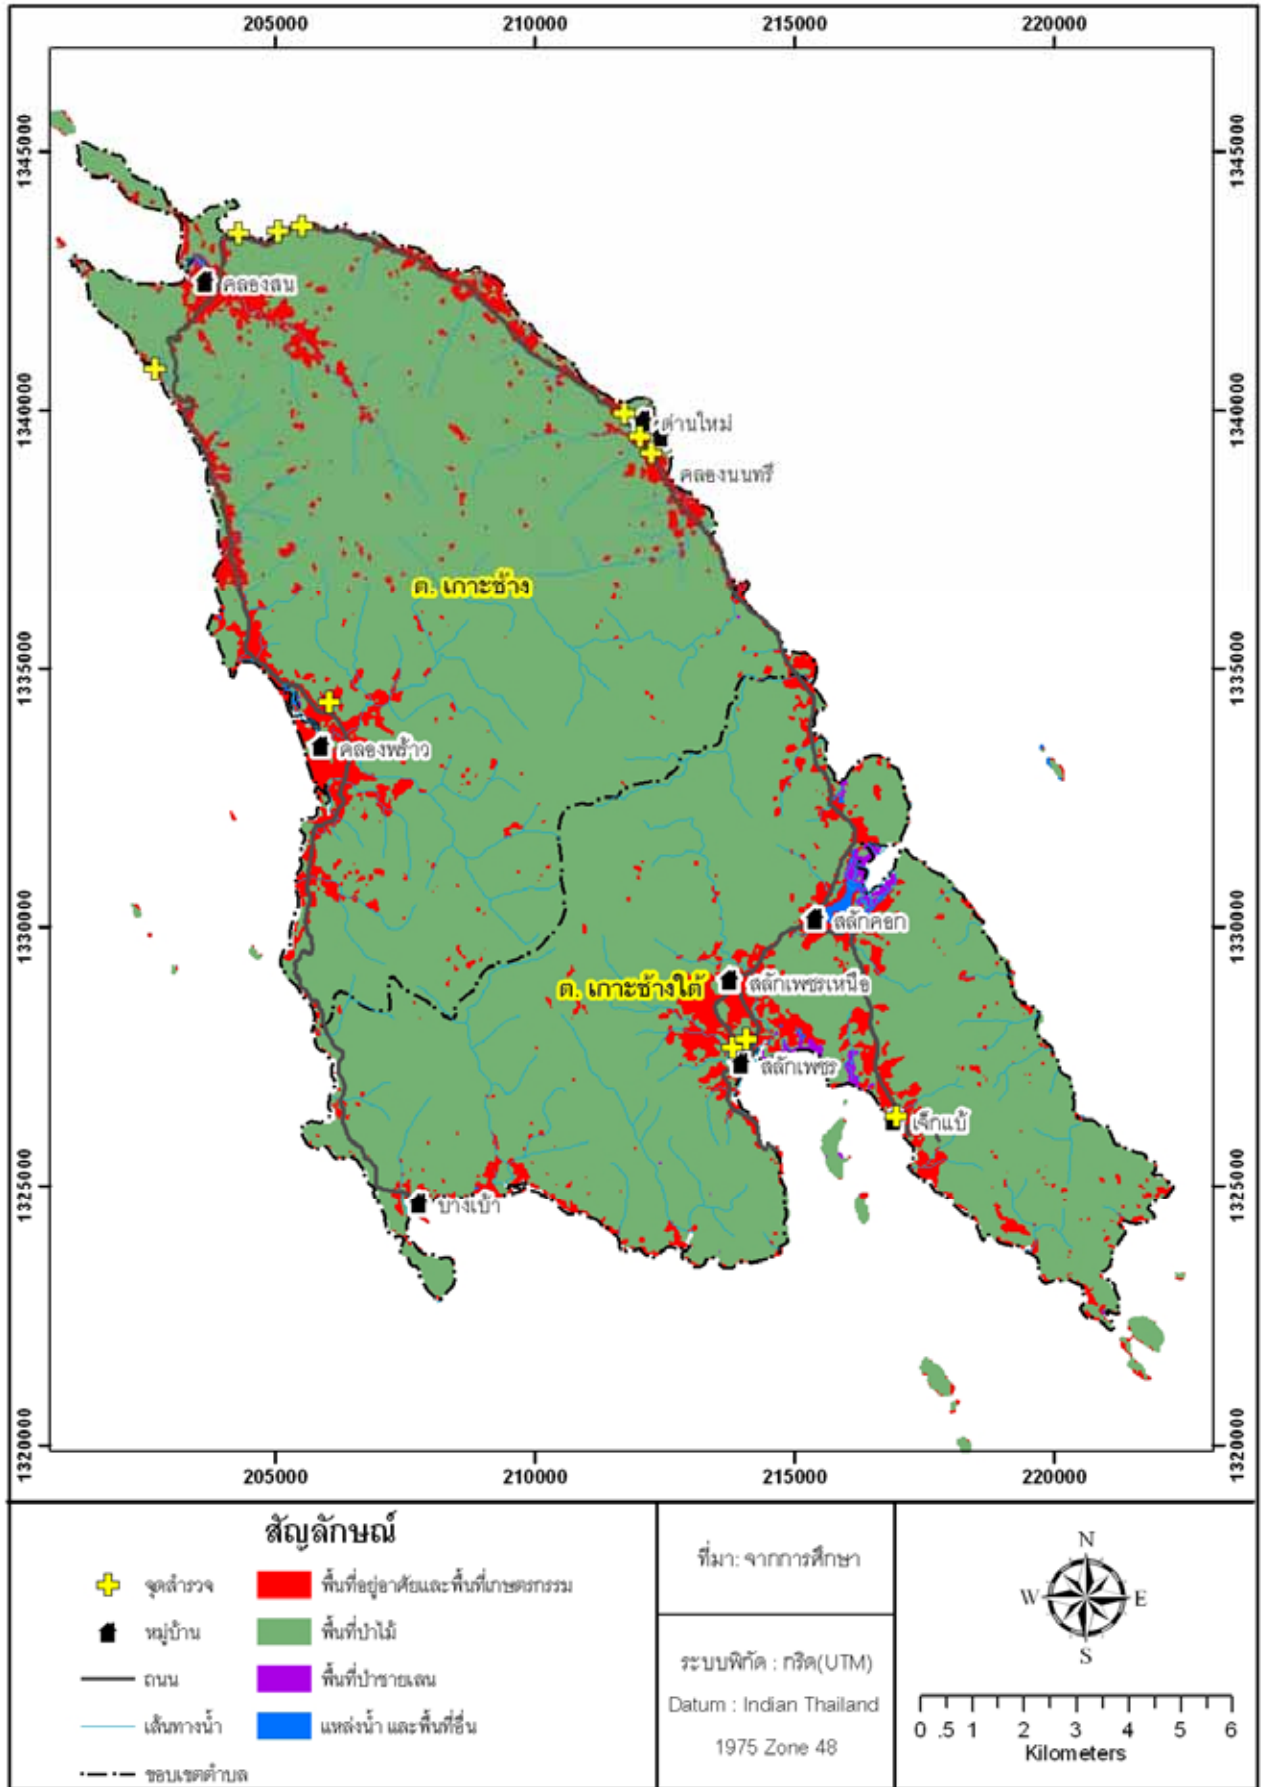 205000 210000 215000 220000
1345000 1345000
คลองสน
1340000 1340000
ด่านใหม่
คลองนนทรี
ต. เกาะช้าง
1335000 1335000
คลองพร้าว
1330000 1330000
สลักคอก
สลักเพชรเหนือ
ต. เกาะช้างใต้
สลักเพชร
เจ็กแบ้
1325000 1325000
บางเบ้า
1320000 1320000
205000 210000 215000 220000
สัญลักษณ์
จุดสำรวจ
หมู่บ้าน
ถนน
เส้นทางน้ำ
ขอบเขตตำบล
พื้นที่อยู่อาศัยและพื้นที่เกษตรกรรม
พื้นที่ป่าไม้
พื้นที่ป่าชายเลน
แหล่งน้ำ และพื้นที่อื่น
ที่มา: จากการศึกษา
ระบบพิกัด : กริด(UTM)
Datum : Indian Thailand
1975 Zone 48
N
W E
S
0 .5 1 2 3 4 5 6
Kilometers